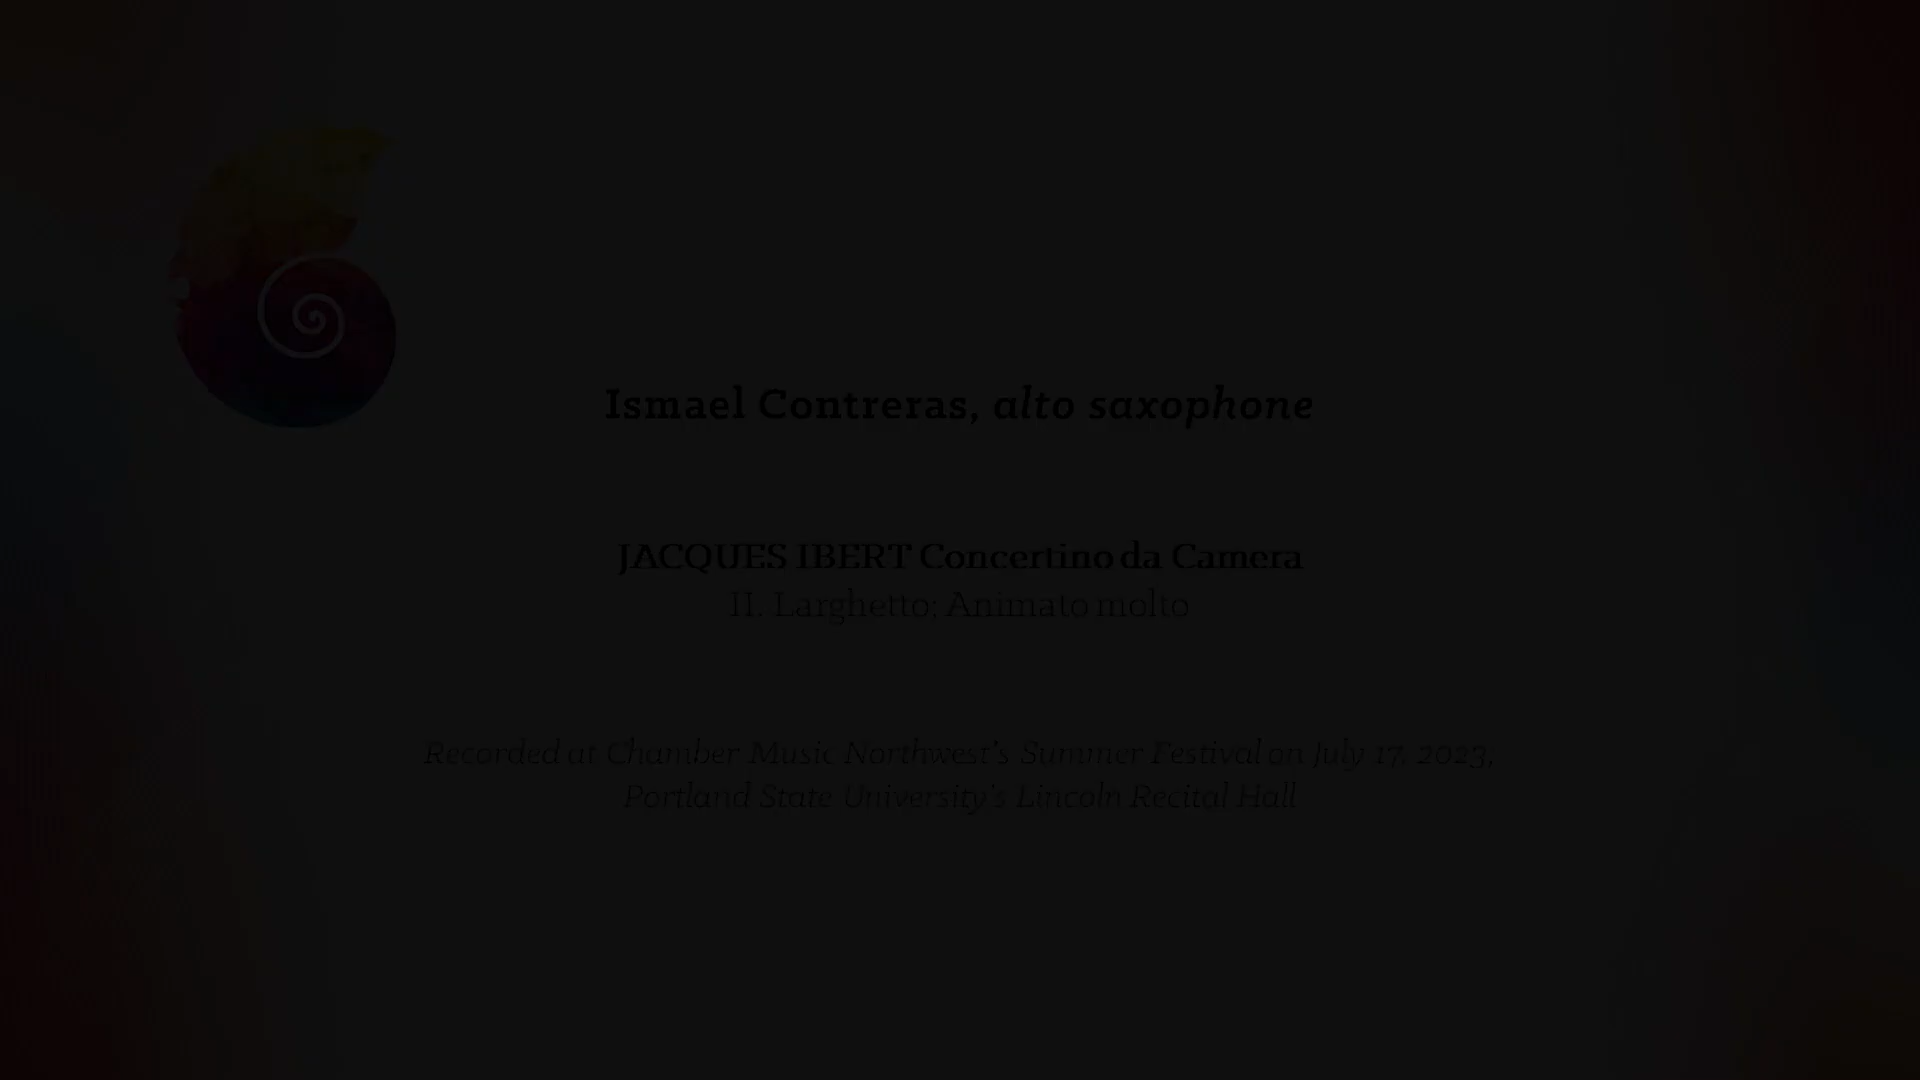 Ismael Contreras, alto saxophone
JACQUES IBERT Concertino da Camera
II. Larghetto; Animato molto
Recorded at Chamber Music Northwest's Summer Festival on July 17, 2023,
Portland State University's Lincoln Recital Hall